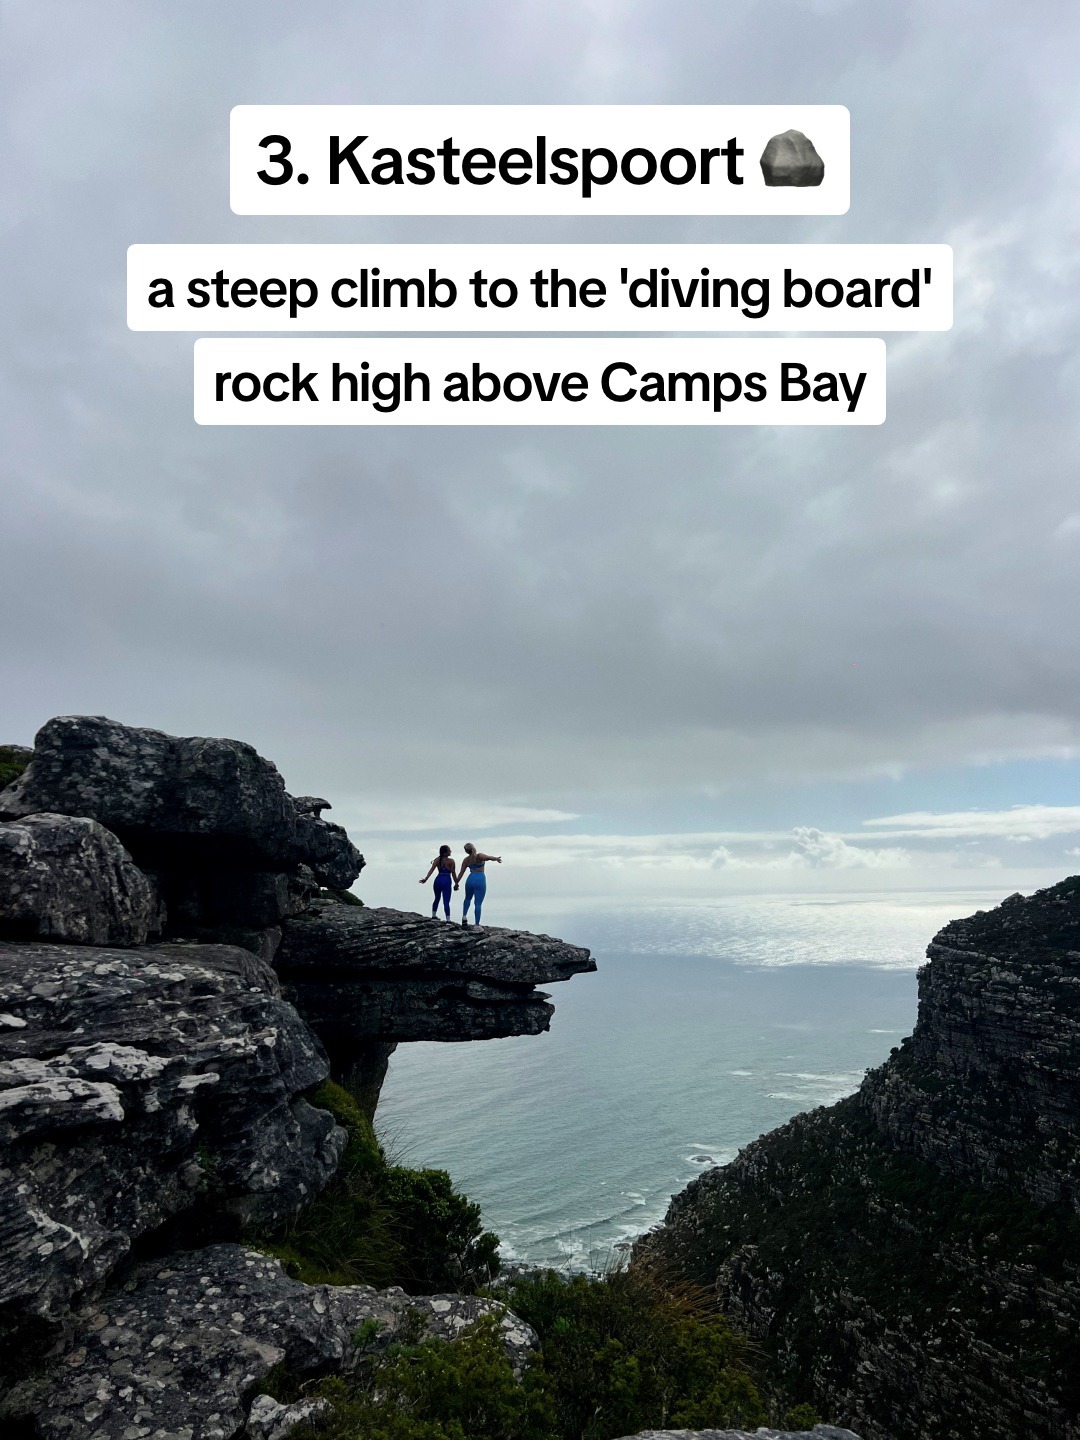 3. Kasteelspoort 🪨
a steep climb to the 'diving board'
rock high above Camps Bay